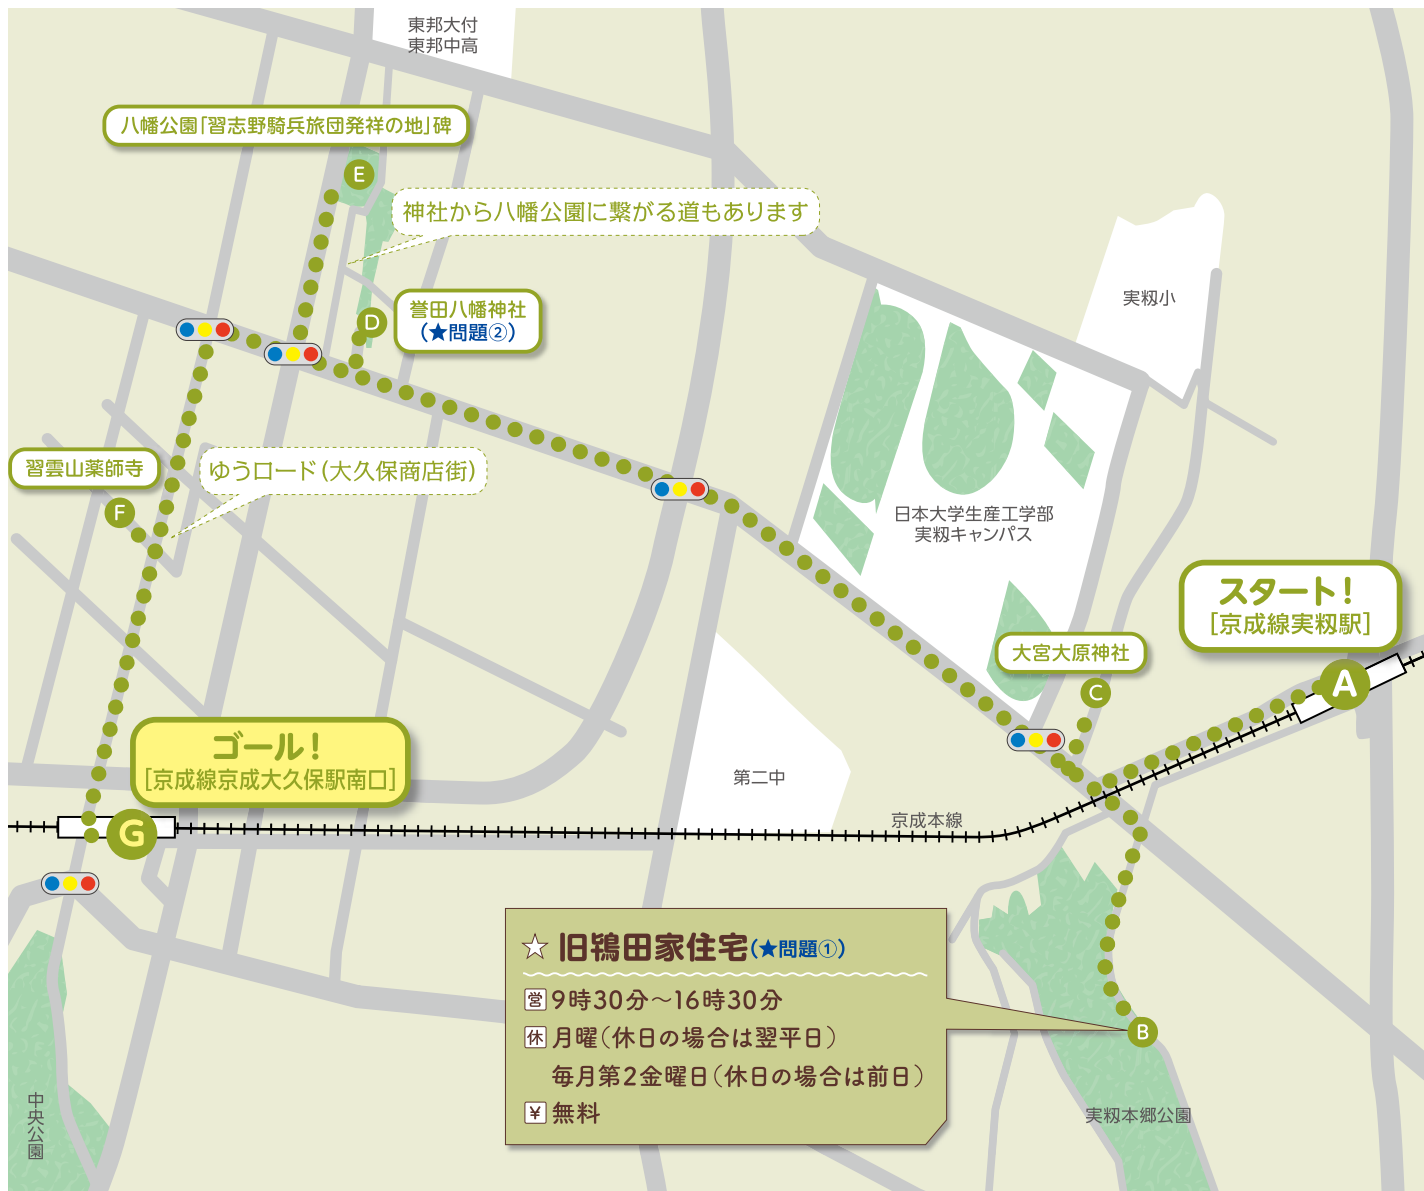 東邦大付
東邦中高
八幡公園「習志野騎兵旅団発祥の地」碑
E
神社から八幡公園に繋がる道もあります
D
誉田八幡神社
(★問題②)
実籾小
習雲山薬師寺
F
ゆうロード(大久保商店街)
日本大学生産工学部
実籾キャンパス
スタート!
[京成線実籾駅]
A
大宮大原神社
C
ゴール!
[京成線京成大久保駅南口]
G
第二中
京成本線
☆ 旧鴇田家住宅(★問題①)
営 9時30分〜16時30分
休 月曜(休日の場合は翌平日)
毎月第2金曜日(休日の場合は前日)
¥ 無料
B
実籾本郷公園
中央公園